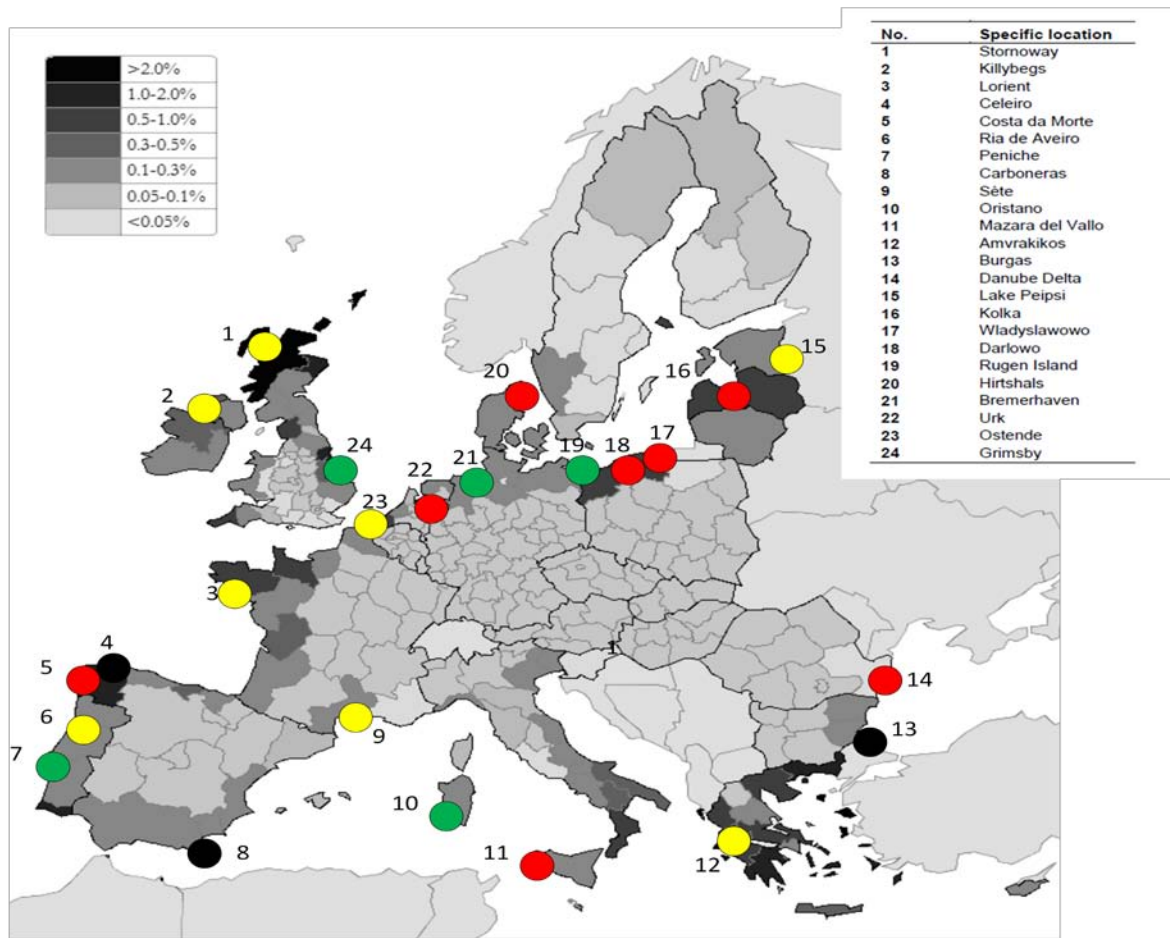 >2.0%
1.0-2.0%
0.5-1.0%
0.3-0.5%
0.1-0.3%
0.05-0.1%
<0.05%
No. Specific location
1 Stornoway
2 Killybegs
3 Lorient
4 Celeiro
5 Costa da Morte
6 Ria de Aveiro
7 Peniche
8 Carboneras
9 Sète
10 Oristano
11 Mazara del Vallo
12 Amvrakikos
13 Burgas
14 Danube Delta
15 Lake Peipsi
16 Kolka
17 Wladyslawowo
18 Darlowo
19 Rugen Island
20 Hirtshals
21 Bremerhaven
22 Urk
23 Ostende
24 Grimsby
1
15
20
16
2
17
24
19
18
21
22
23
3
1
4
5
14
6
13
9
7
10
8
11
12